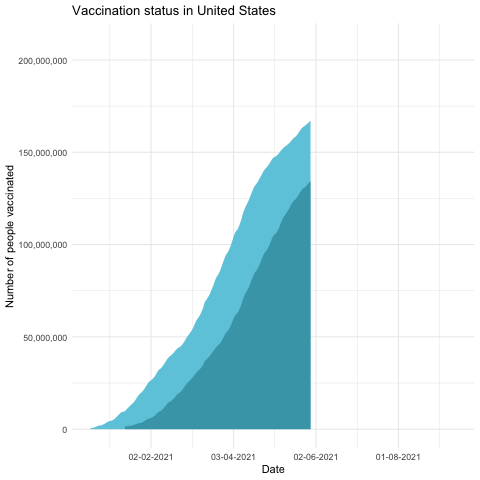 Vaccination status in United States
200,000,000
150,000,000
100,000,000
50,000,000
0
Number of people vaccinated
02-02-2021 03-04-2021 02-06-2021 01-08-2021
Date